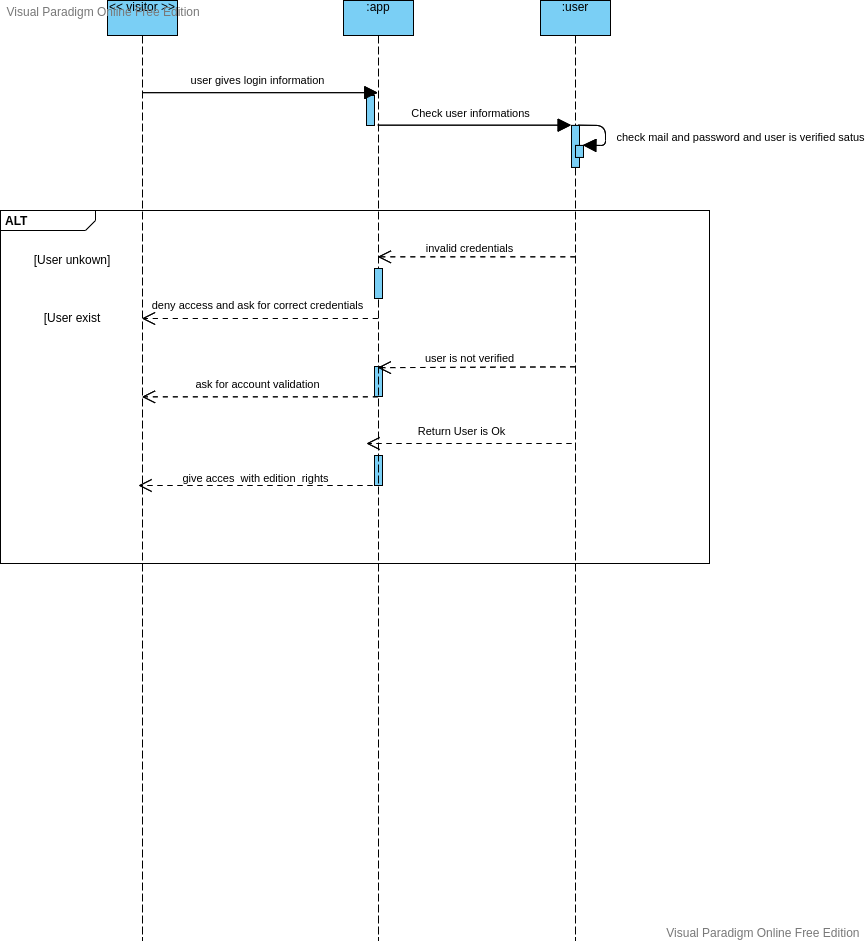 Visual Paradigm Online Free Edition
<< visitor >>
:app
:user
user gives login information
Check user informations
check mail and password and user is verified satus
ALT
[User unkown]
invalid credentials
deny access and ask for correct credentials
[User exist
user is not verified
ask for account validation
Return User is Ok
give acces with edition rights
Visual Paradigm Online Free Edition